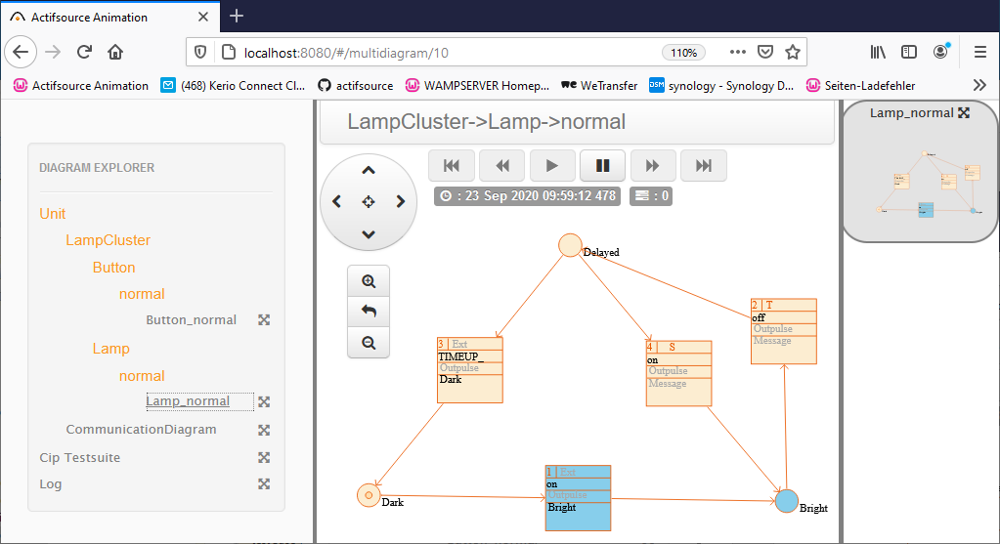 Actifsource Animation
localhost:8080/#/multidiagram/10
110%
Actifsource Animation
(468) Kerio Connect Cl...
actifsource
WAMPSERVER Homep...
WeTransfer
DSM
synology - Synology D...
Seiten-Ladefehler
DIAGRAM EXPLORER
Unit
LampCluster
Button
normal
Button_normal
Lamp
normal
Lamp_normal
CommunicationDiagram
Cip Testsuite
Log
LampCluster->Lamp->normal
: 23 Sep 2020 09:59:12 478
: 0
Delayed
2 | T
off
Outpulse
Message
3 | Ext
TIMEUP_
Outpulse
Dark
4 | S
on
Outpulse
Message
1 | Ext
on
Outpulse
Bright
Dark
Bright
Lamp_normal